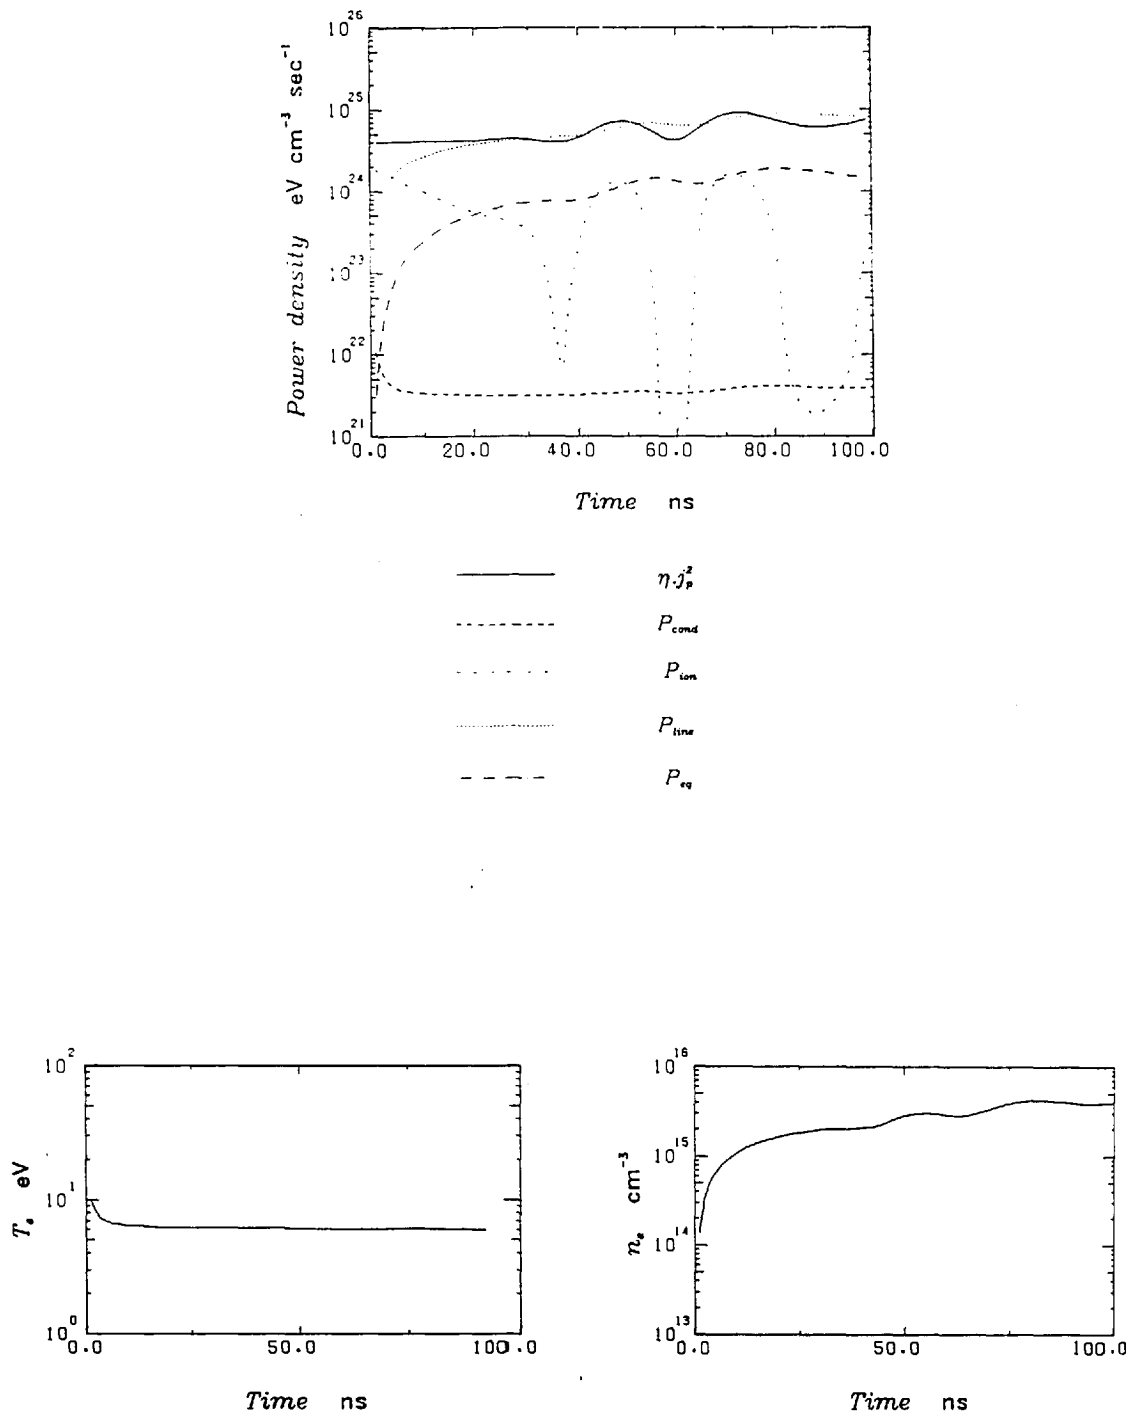 10^26
10^25
10^24
10^23
10^22
10^21
Power density eV cm^-3 sec^-1
0.0 20.0 40.0 60.0 80.0 100.0
Time ns
η.j_p^2
P_cond
P_ion
P_line
P_eq
10^2
10^1
10^0
T_e eV
0.0 50.0 100.0
Time ns
10^16
10^15
10^14
10^13
n_e cm^-3
0.0 50.0 100.0
Time ns